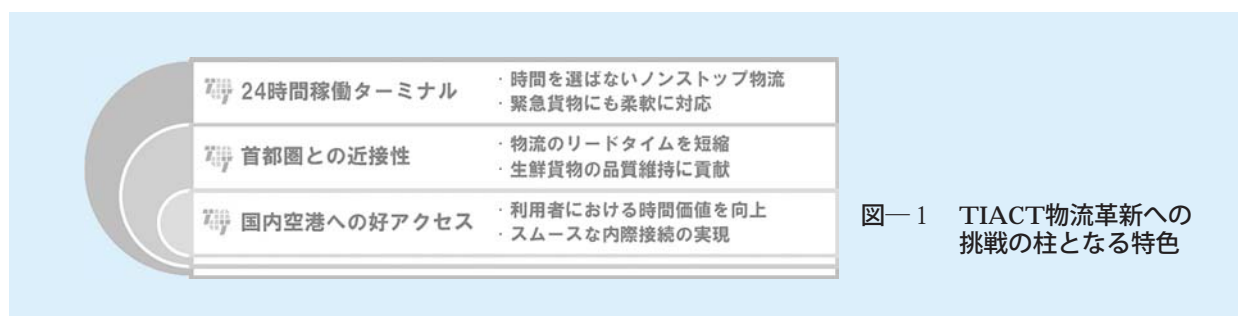 24時間稼働ターミナル
・時間を選ばないノンストップ物流
・緊急貨物にも柔軟に対応
首都圏との近接性
・物流のリードタイムを短縮
・生鮮貨物の品質維持に貢献
国内空港への好アクセス
・利用者における時間価値を向上
・スムースな内際接続の実現
図―1 TIACT物流革新への
挑戦の柱となる特色